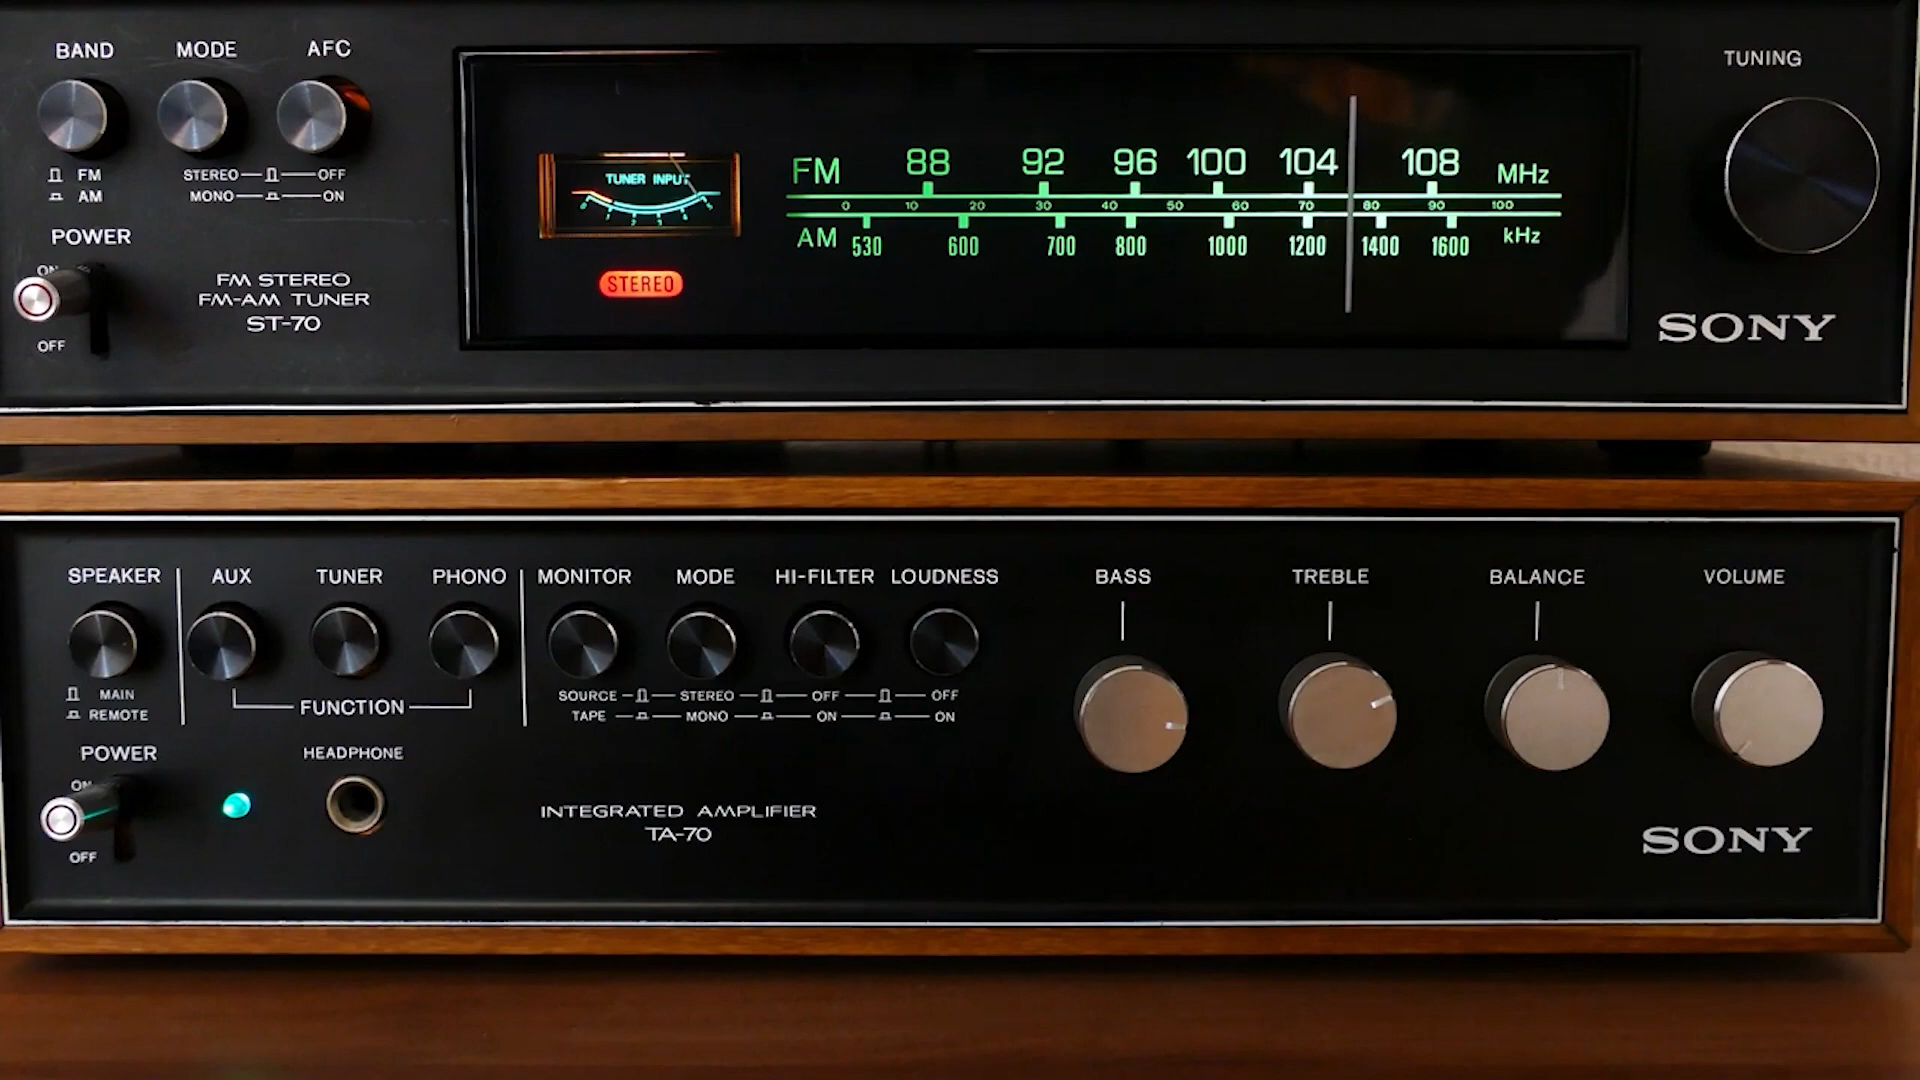 BAND MODE AFC
FM STEREO OFF
AM MONO ON
POWER
ON
OFF
FM STEREO
FM-AM TUNER
ST-70
TUNER INPUT
STEREO
FM 88 92 96 100 104 108 MHz
0 10 20 30 40 50 60 70 80 90 100
AM 530 600 700 800 1000 1200 1400 1600 kHz
TUNING
SONY
SPEAKER AUX TUNER PHONO MONITOR MODE HI-FILTER LOUDNESS BASS TREBLE BALANCE VOLUME
MAIN SOURCE STEREO OFF OFF
REMOTE TAPE MONO ON ON
FUNCTION
POWER HEADPHONE
ON
OFF
INTEGRATED AMPLIFIER
TA-70
SONY